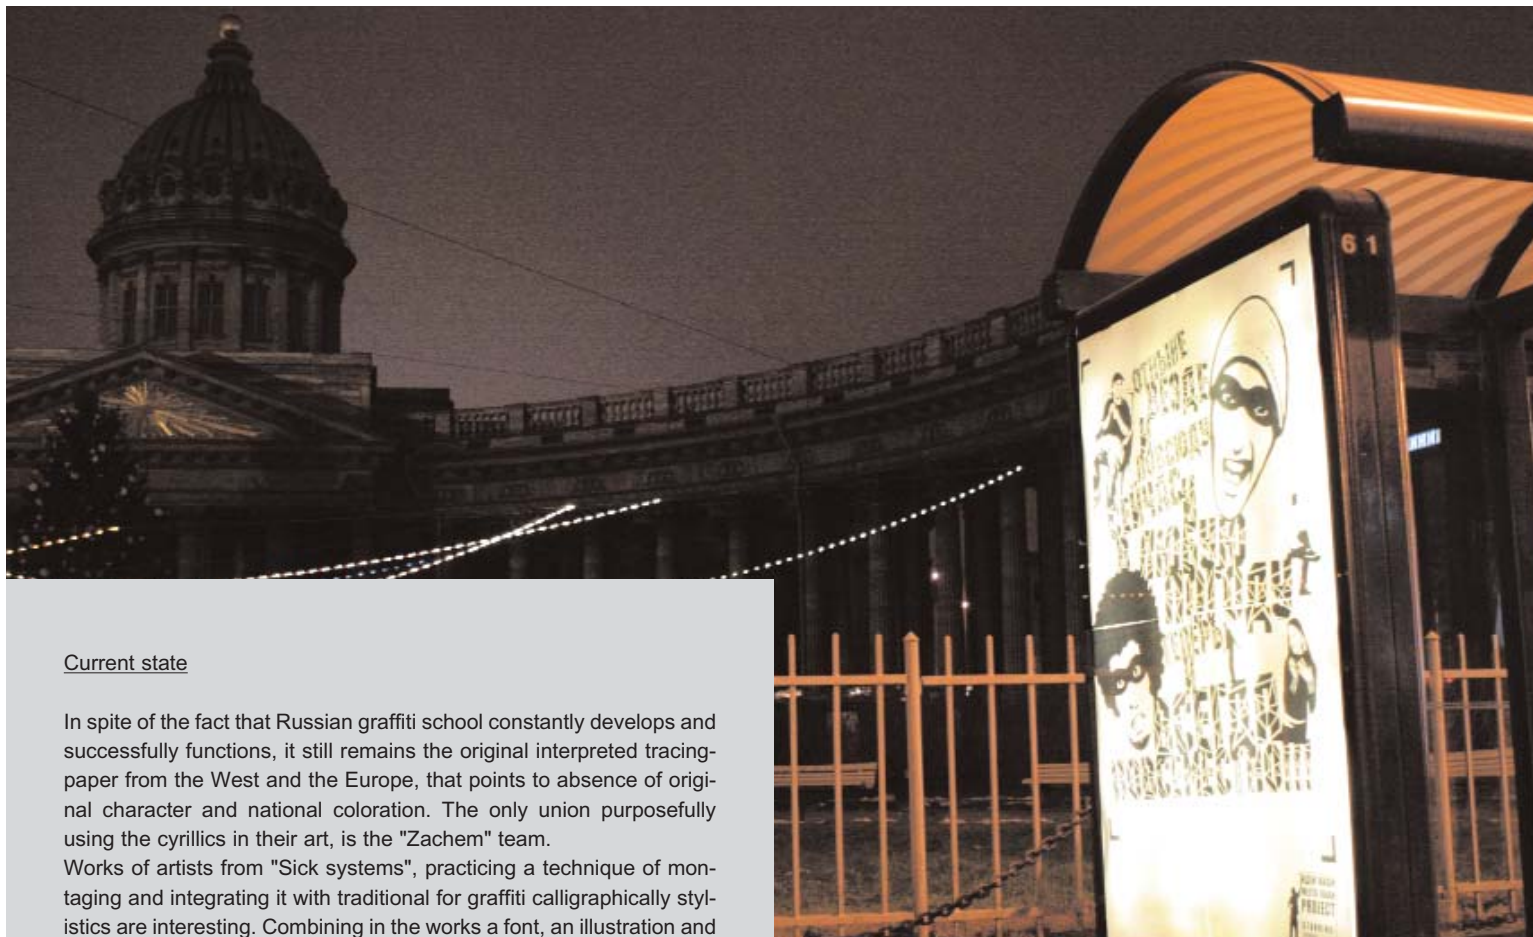 61
PROJECT
Current state
In spite of the fact that Russian graffiti school constantly develops and
successfully functions, it still remains the original interpreted tracing-
paper from the West and the Europe, that points to absence of origi-
nal character and national coloration. The only union purposefully
using the cyrillics in their art, is the "Zachem" team.
Works of artists from "Sick systems", practicing a technique of mon-
taging and integrating it with traditional for graffiti calligraphically styl-
istics are interesting. Combining in the works a font, an illustration and